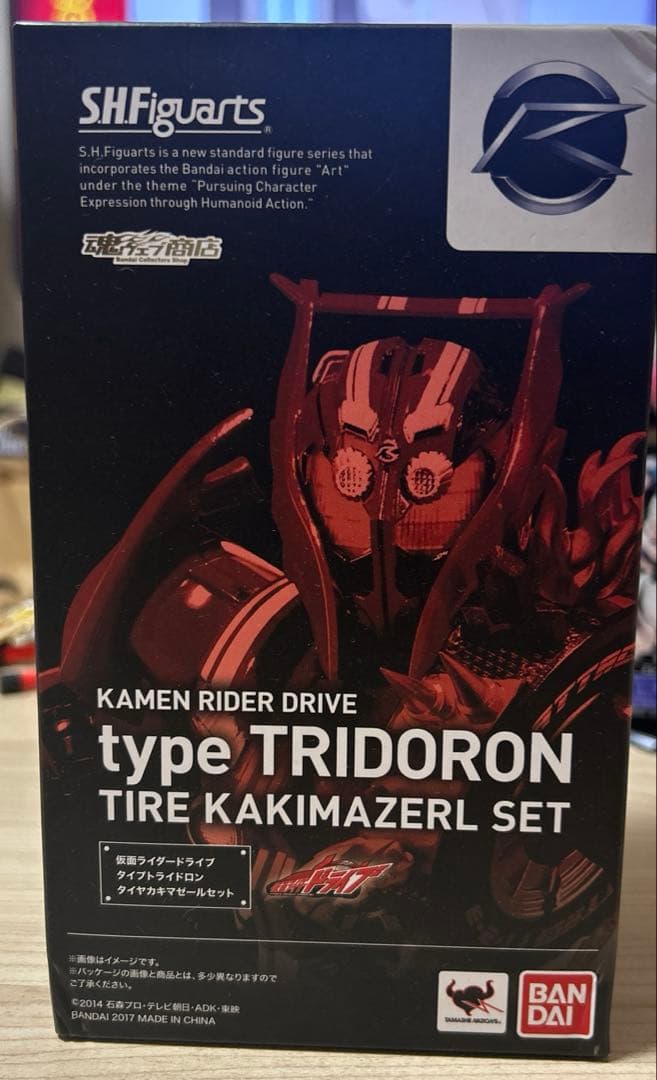 S.H.Figuarts
®
S.H.Figuarts is a new standard figure series that
incorporates the Bandai action figure "Art"
under the theme "Pursuing Character
Expression through Humanoid Action."
魂ウェブ商店
Bandai Collectors Shop
KAMEN RIDER DRIVE
type TRIDORON
TIRE KAKIMAZERL SET
仮面ライダードライブ
タイプトライドロン
タイヤカキマゼールセット
仮面ライダードライブ
※画像はイメージです。
※パッケージの画像と商品とは、多少異なりますので
ご了承ください。
©2014 石森プロ・テレビ朝日・ADK・東映
BANDAI 2017 MADE IN CHINA
TAMASHII NATIONS
BAN
DAI